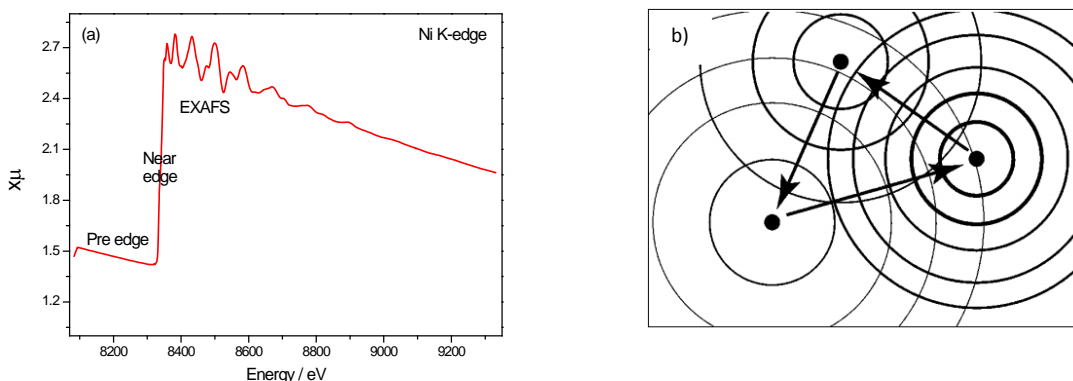 (a)
Ni K-edge
2.7
2.4
2.1
1.8
1.5
1.2
χμ
EXAFS
Near
edge
Pre edge
8200 8400 8600 8800 9000 9200
Energy / eV
b)